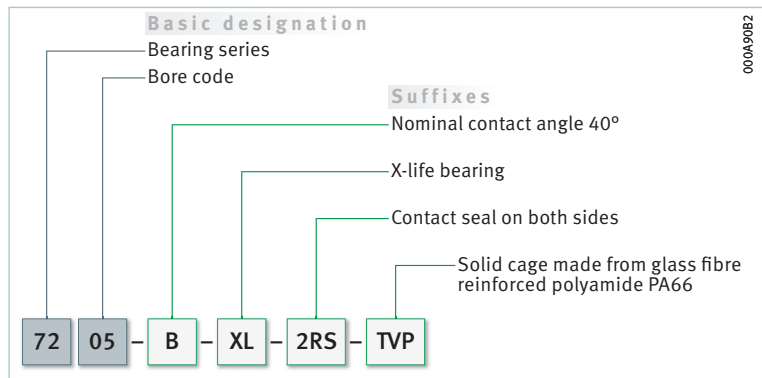 Basic designation
Bearing series
Bore code
000A90B2
Suffixes
Nominal contact angle 40°
X-life bearing
Contact seal on both sides
Solid cage made from glass fibre
reinforced polyamide PA66
72 05 – B – XL – 2RS – TVP